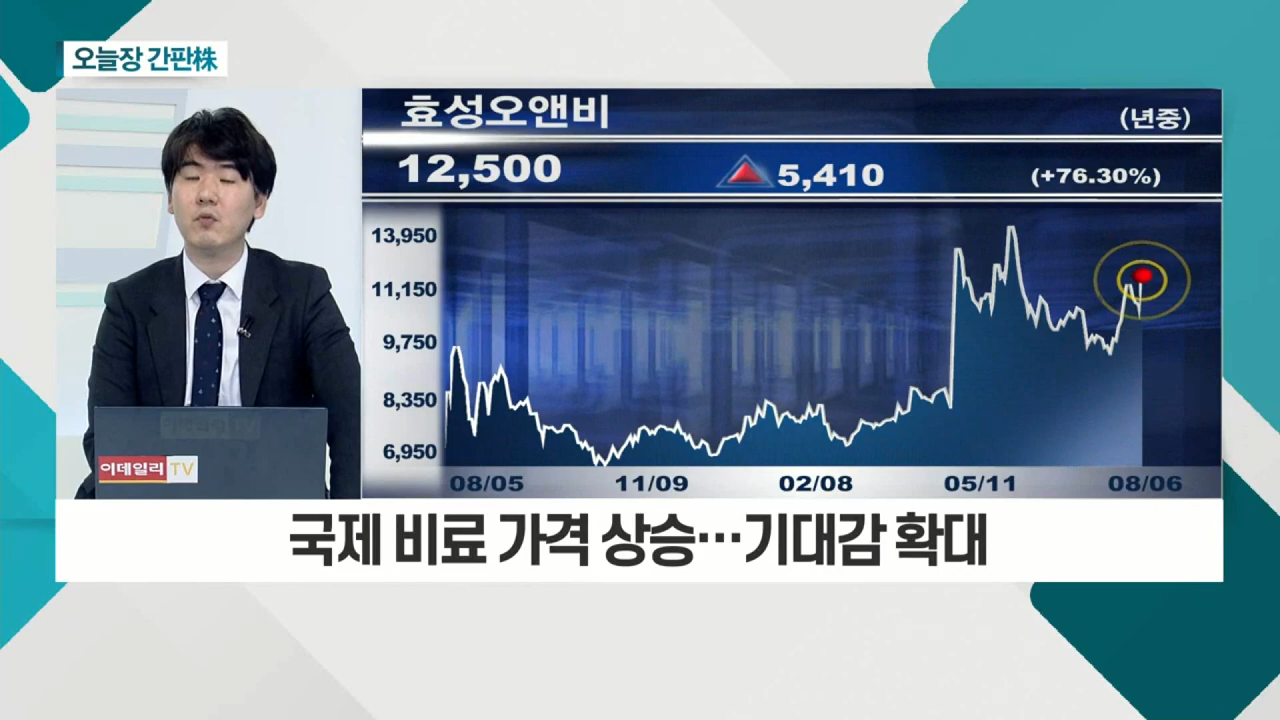 오늘장 간판株
효성오앤비
(년중)
12,500
5,410
(+76.30%)
13,950
11,150
9,750
8,350
6,950
08/05
11/09
02/08
05/11
08/06
이데일리 TV
국제 비료 가격 상승…기대감 확대